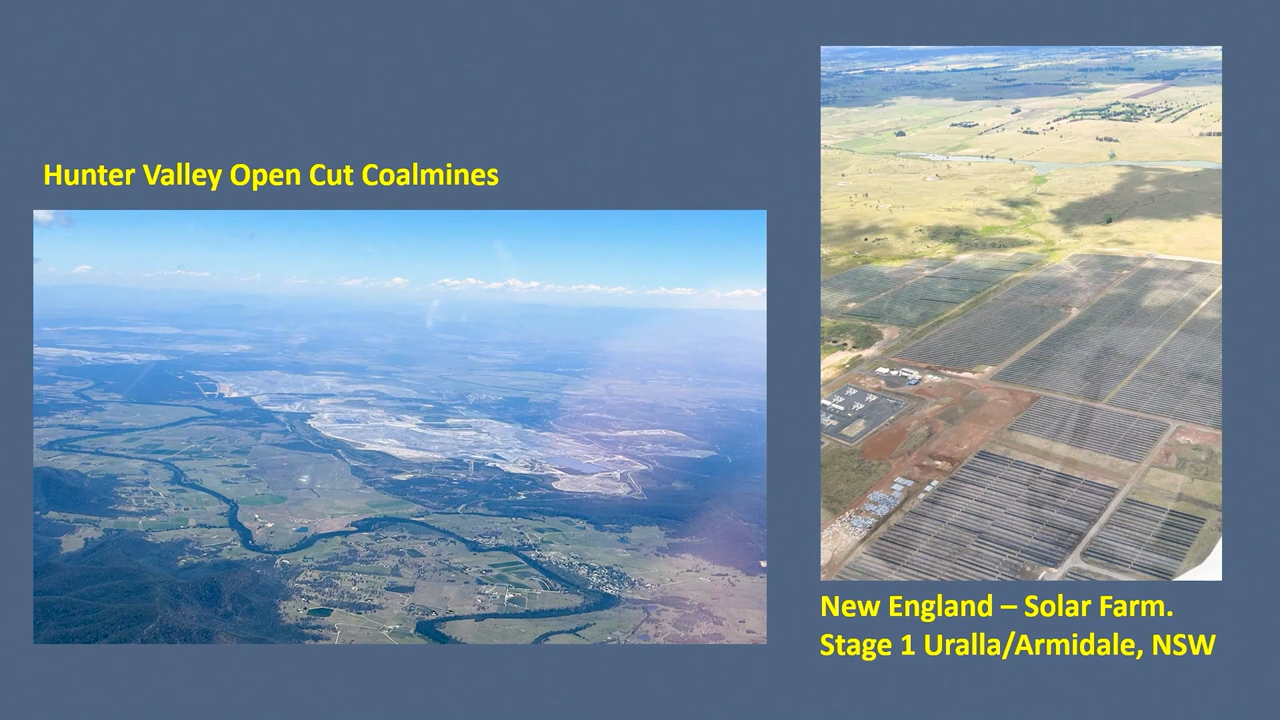 Hunter Valley Open Cut Coalmines
New England – Solar Farm.
Stage 1 Uralla/Armidale, NSW